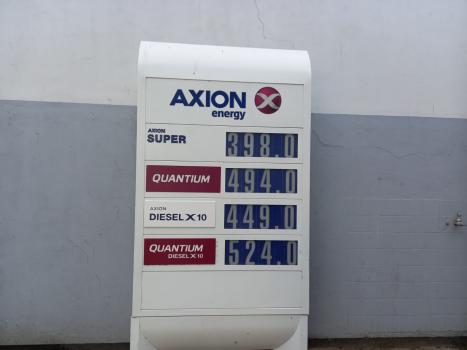 AXION
energy
AXION
SUPER 398.0
QUANTIUM 494.0
AXION
DIESEL X 10 449.0
QUANTIUM
DIESEL X 10 524.0